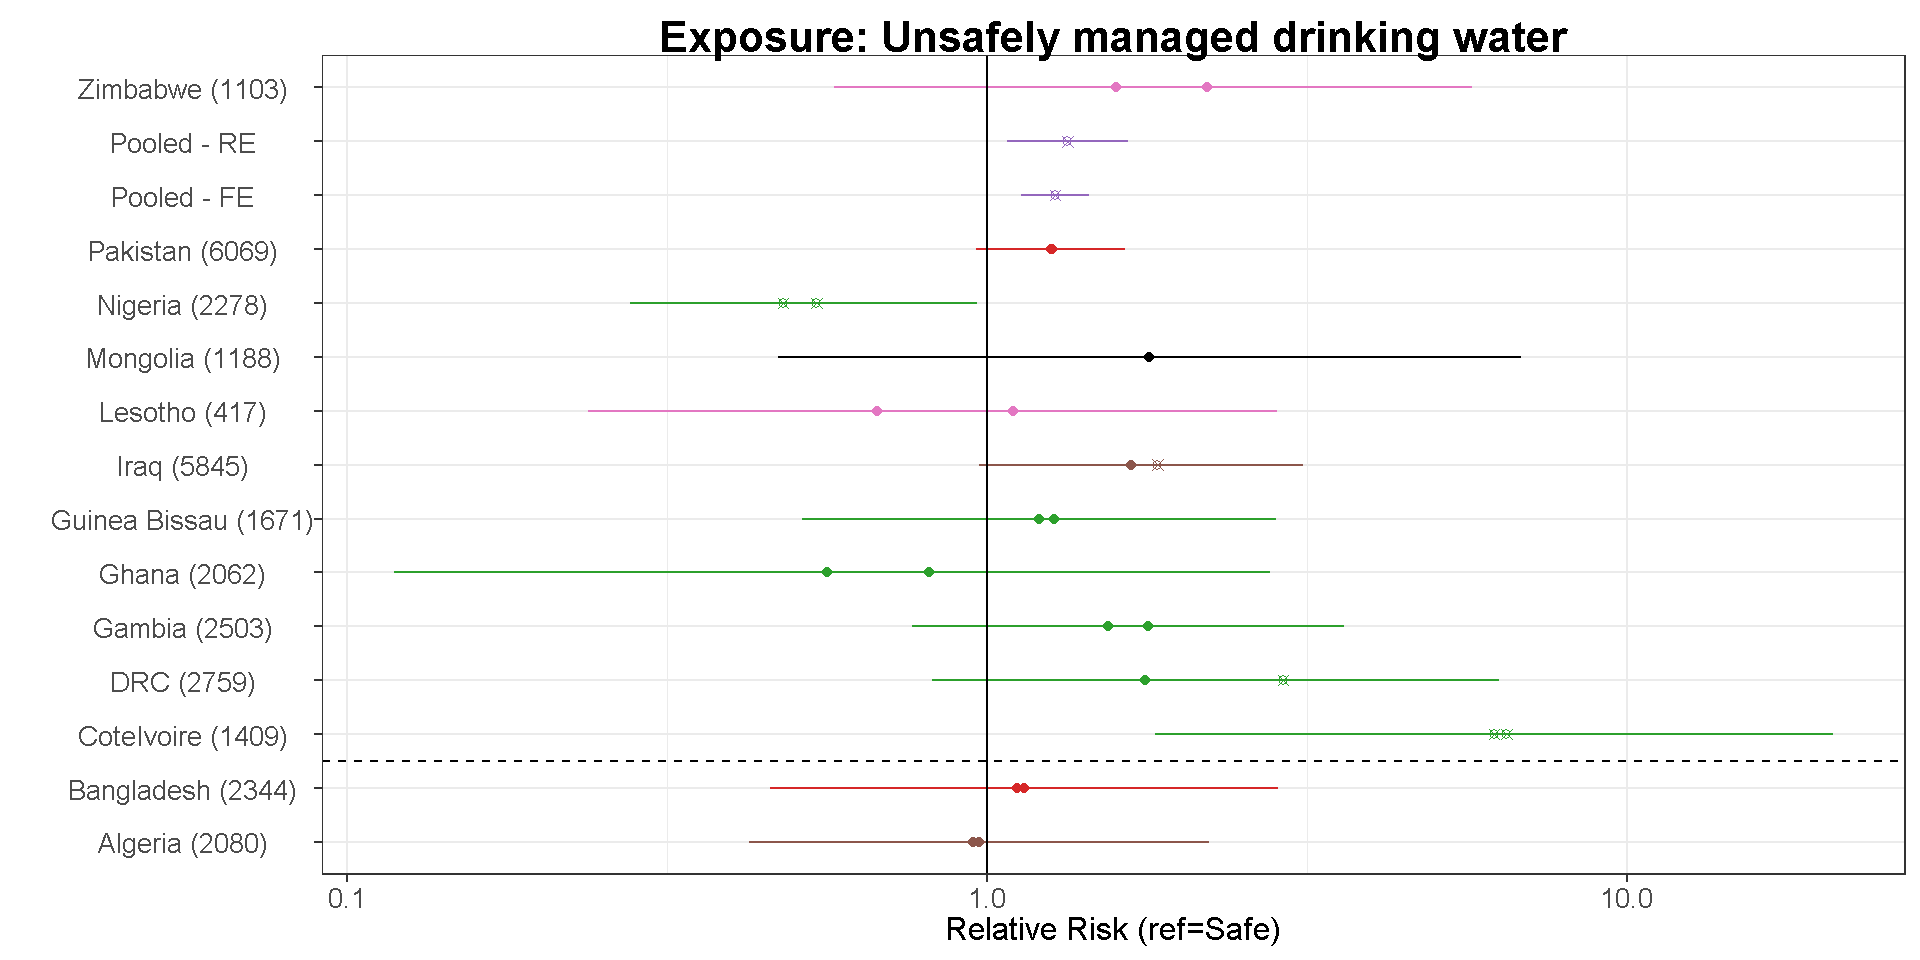 Exposure: Unsafely managed drinking water
Zimbabwe (1103)
Pooled - RE
Pooled - FE
Pakistan (6069)
Nigeria (2278)
Mongolia (1188)
Lesotho (417)
Iraq (5845)
Guinea Bissau (1671)
Ghana (2062)
Gambia (2503)
DRC (2759)
CoteIvoire (1409)
Bangladesh (2344)
Algeria (2080)
0.1 1.0 10.0
Relative Risk (ref=Safe)